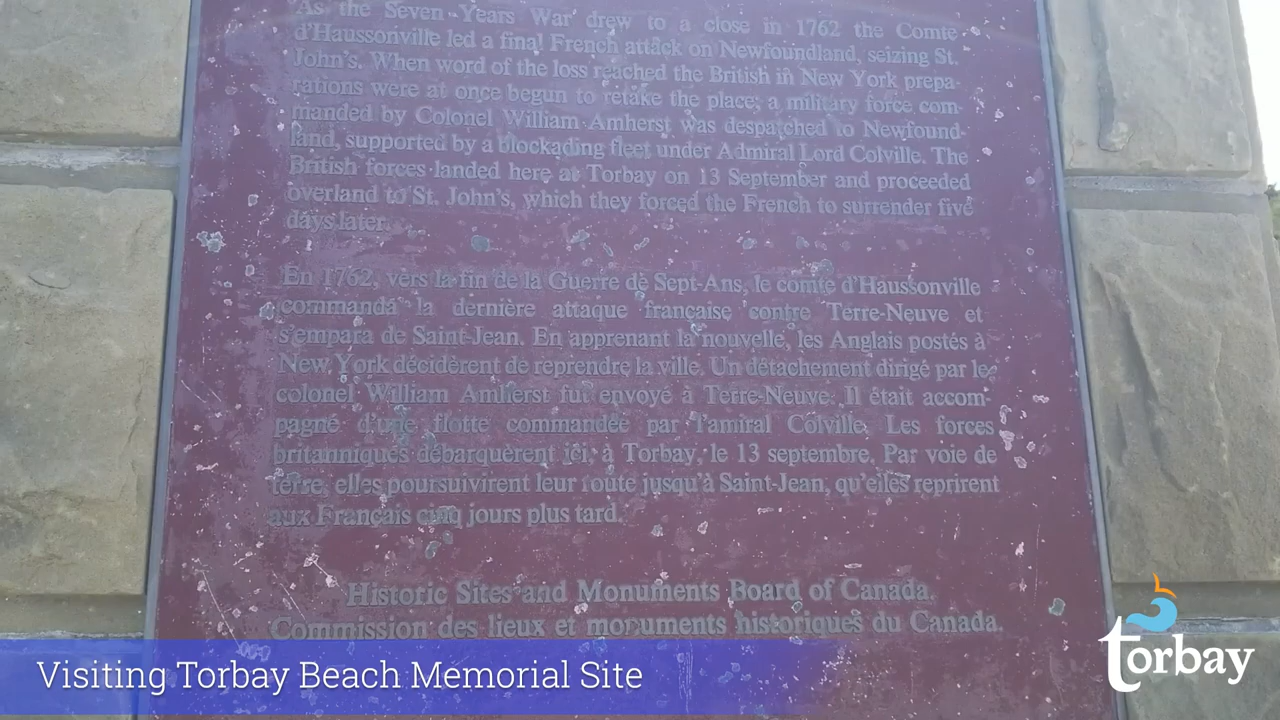 As the Seven Years War drew to a close in 1762 the Comte
d'Haussonville led a final French attack on Newfoundland, seizing St.
John's. When word of the loss reached the British in New York prepa-
rations were at once begun to retake the place; a military force com-
manded by Colonel William Amherst was despatched to Newfound-
land, supported by a blockading fleet under Admiral Lord Colville. The
British forces landed here at Torbay on 13 September and proceeded
overland to St. John's, which they forced the French to surrender five
days later.
En 1762, vers la fin de la Guerre de Sept-Ans, le comte d'Haussonville
commanda la dernière attaque française contre Terre-Neuve et
s'empara de Saint-Jean. En apprenant la nouvelle, les Anglais postés à
New York décidèrent de reprendre la ville. Un détachement dirigé par le
colonel William Amherst fut envoyé à Terre-Neuve. Il était accom-
pagné d'une flotte commandée par l'amiral Colville. Les forces
britanniques débarquèrent ici, à Torbay, le 13 septembre. Par voie de
terre, elles poursuivirent leur route jusqu'à Saint-Jean, qu'elles reprirent
aux Français cinq jours plus tard.
Historic Sites and Monuments Board of Canada.
Commission des lieux et monuments historiques du Canada.
Visiting Torbay Beach Memorial Site
torbay